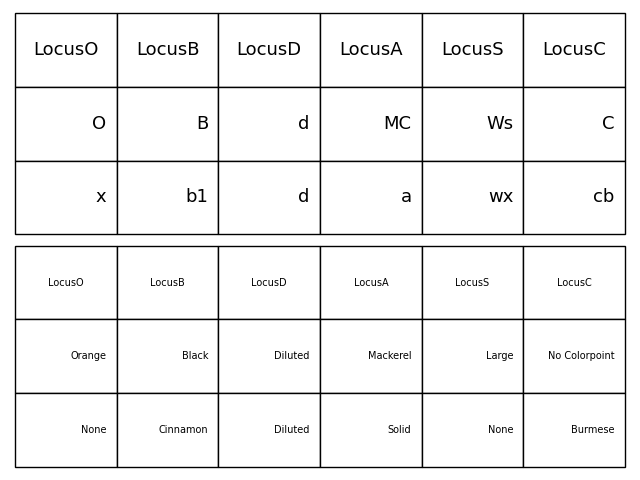 LocusO LocusB LocusD LocusA LocusS LocusC
O B d MC Ws C
x b1 d a wx cb
LocusO LocusB LocusD LocusA LocusS LocusC
Orange Black Diluted Mackerel Large No Colorpoint
None Cinnamon Diluted Solid None Burmese